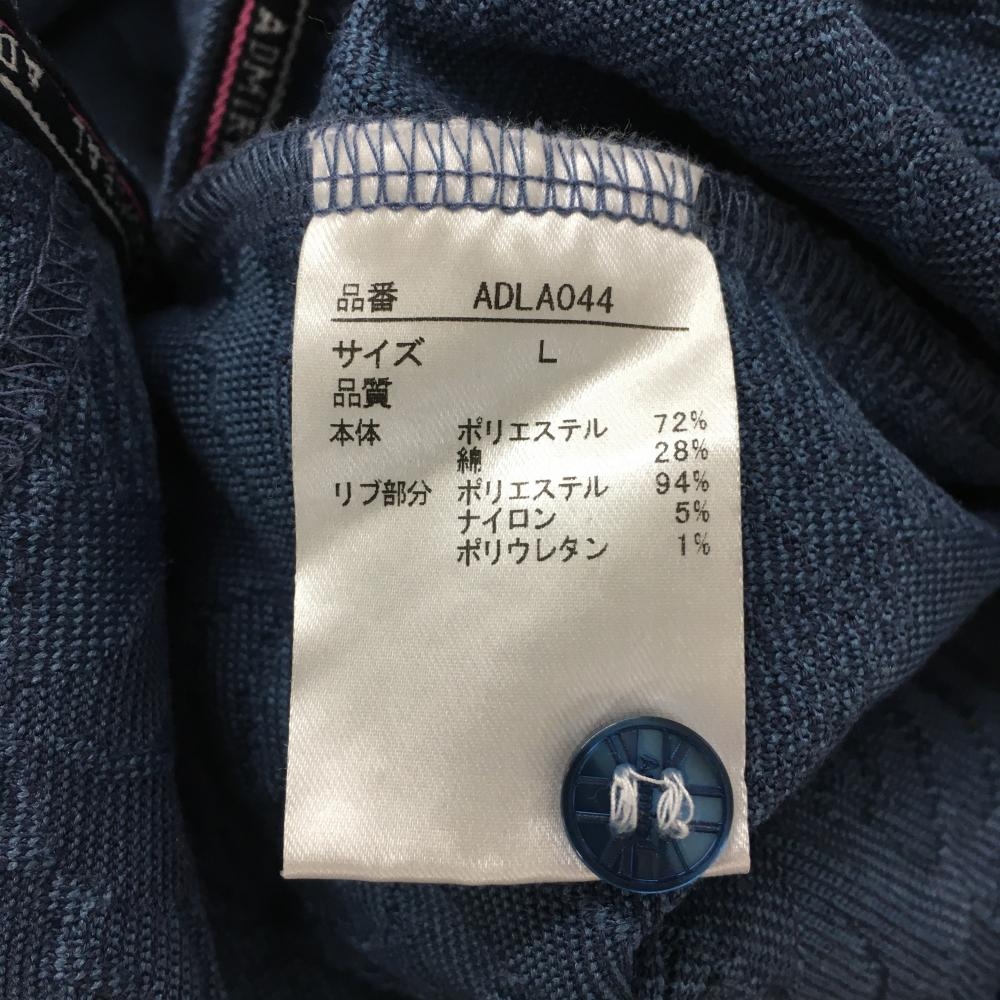 ADMIR
AD
品番 ADLA044
サイズ L
品質
本体 ポリエステル 72%
綿 28%
リブ部分 ポリエステル 94%
ナイロン 5%
ポリウレタン 1%